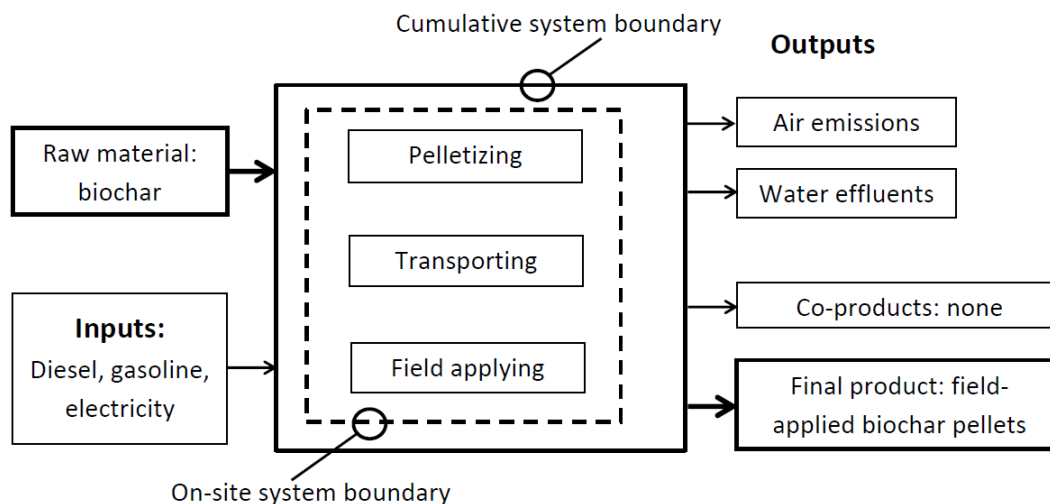 Cumulative system boundary
Outputs
Raw material:
biochar
Inputs:
Diesel, gasoline,
electricity
Pelletizing
Transporting
Field applying
Air emissions
Water effluents
Co-products: none
Final product: field-
applied biochar pellets
On-site system boundary